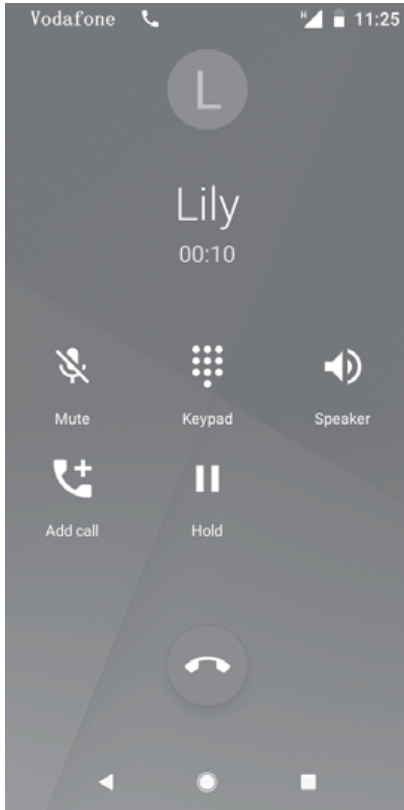 Vodafone H 11:25
L
Lily
00:10
Mute Keypad Speaker
Add call Hold